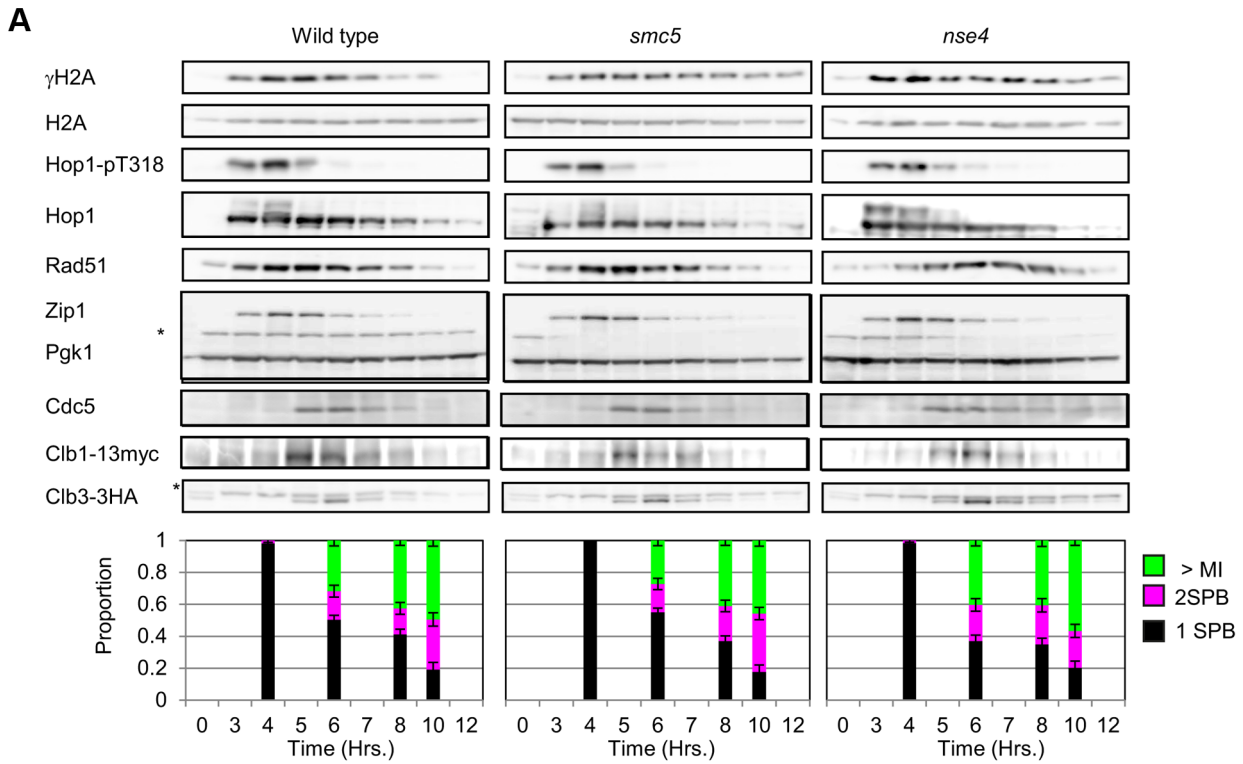 A
Wild type smc5 nse4
γH2A
H2A
Hop1-pT318
Hop1
Rad51
Zip1
*
Pgk1
Cdc5
Clb1-13myc
* Clb3-3HA
Proportion
1
0.8
0.6
0.4
0.2
0
0 3 4 5 6 7 8 10 12 0 3 4 5 6 7 8 10 12 0 3 4 5 6 7 8 10 12
Time (Hrs.) Time (Hrs.) Time (Hrs.)
> MI
2SPB
1 SPB